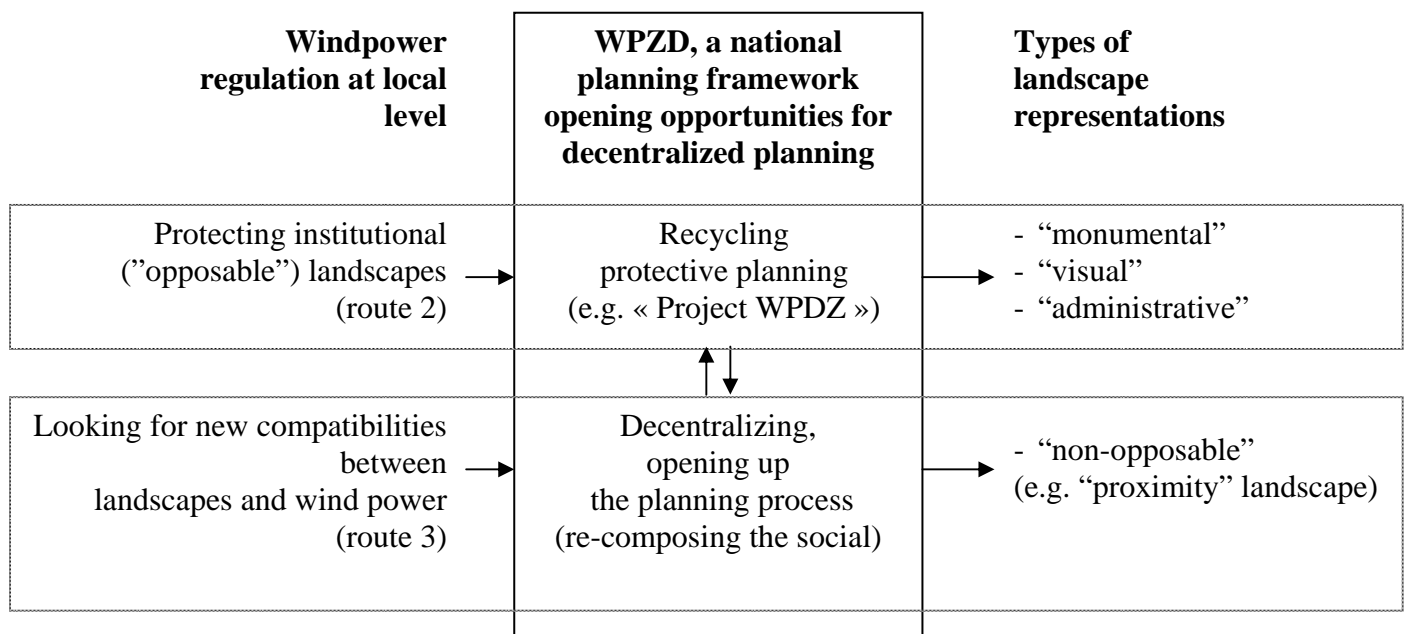 Windpower
regulation at local
level
WPZD, a national
planning framework
opening opportunities for
decentralized planning
Types of
landscape
representations
Protecting institutional
(”opposable”) landscapes
(route 2)
Recycling
protective planning
(e.g. « Project WPDZ »)
- “monumental”
- “visual”
- “administrative”
Looking for new compatibilities
between
landscapes and wind power
(route 3)
Decentralizing,
opening up
the planning process
(re-composing the social)
- “non-opposable”
(e.g. “proximity” landscape)